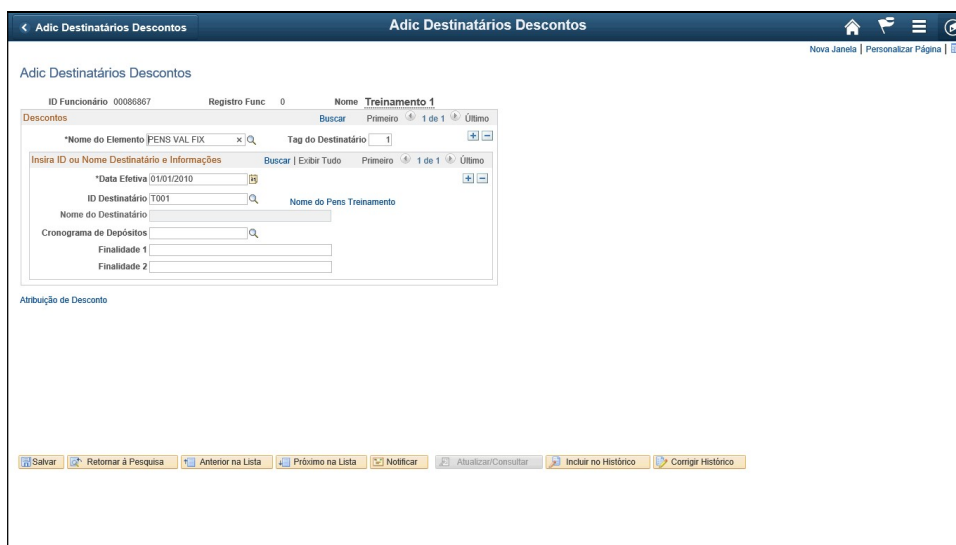 Adic Destinatários Descontos
Adic Destinatários Descontos
Nova Janela | Personalizar Página |
Adic Destinatários Descontos
ID Funcionário 00086867 Registro Func 0 Nome Treinamento 1
Descontos Buscar Primeiro 1 de 1 Último
*Nome do Elemento PENS VAL FIX × Tag do Destinatário 1
Insira ID ou Nome Destinatário e Informações Buscar | Exibir Tudo Primeiro 1 de 1 Último
*Data Efetiva 01/01/2010
ID Destinatário T001 Nome do Pens Treinamento
Nome do Destinatário
Cronograma de Depósitos
Finalidade 1
Finalidade 2
Atribuição de Desconto
Salvar Retornar à Pesquisa Anterior na Lista Próximo na Lista Notificar Atualizar/Consultar Incluir no Histórico Corrigir Histórico